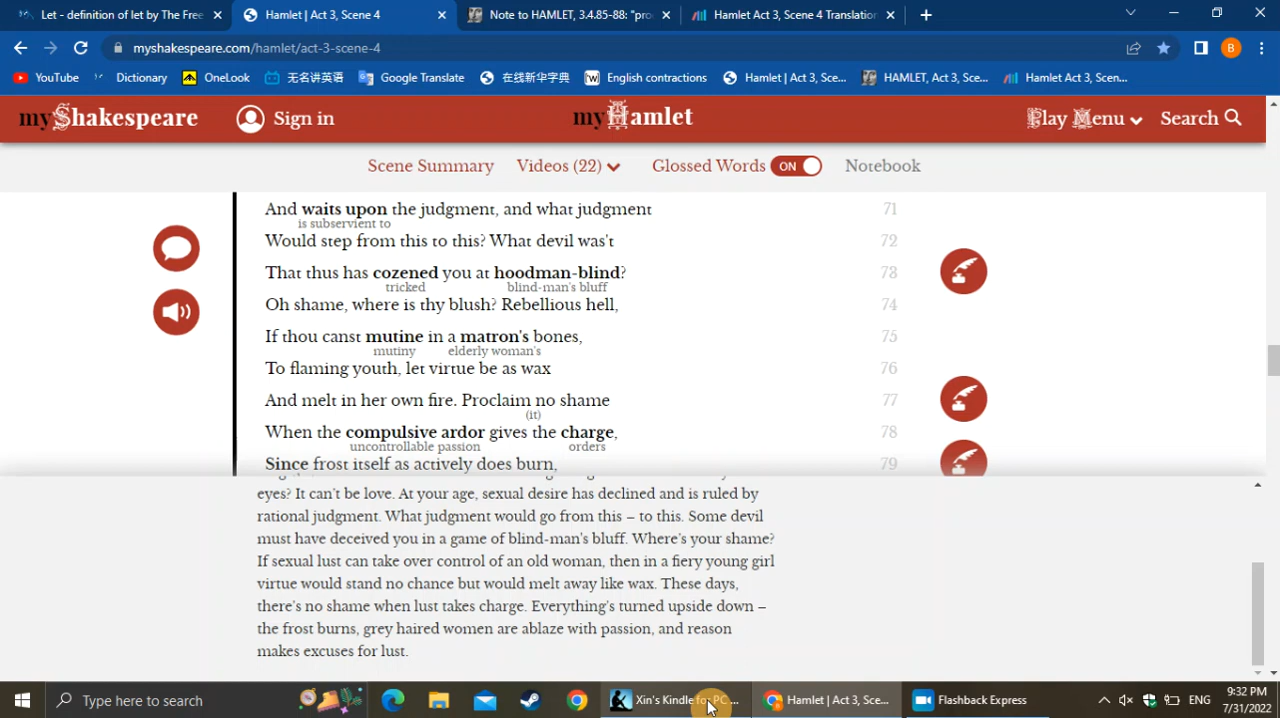 Let - definition of let by The Free
Hamlet | Act 3, Scene 4
Note to HAMLET, 3.4.85-88: "pro
Hamlet Act 3, Scene 4 Translation
myshakespeare.com/hamlet/act-3-scene-4
B
YouTube Dictionary OneLook 无名讲英语 Google Translate 在线新华字典 English contractions Hamlet | Act 3, Sce... HAMLET, Act 3, Sce... Hamlet Act 3, Scen...
myShakespeare Sign in myHamlet Play Menu Search
Scene Summary Videos (22) Glossed Words ON Notebook
And waits upon the judgment, and what judgment 71
is subservient to
Would step from this to this? What devil was't 72
That thus has cozened you at hoodman-blind? 73
tricked blind-man's bluff
Oh shame, where is thy blush? Rebellious hell, 74
If thou canst mutine in a matron's bones, 75
mutiny elderly woman's
To flaming youth, let virtue be as wax 76
And melt in her own fire. Proclaim no shame 77
(it)
When the compulsive ardor gives the charge, 78
uncontrollable passion orders
Since frost itself as actively does burn, 79
eyes? It can't be love. At your age, sexual desire has declined and is ruled by
rational judgment. What judgment would go from this – to this. Some devil
must have deceived you in a game of blind-man's bluff. Where's your shame?
If sexual lust can take over control of an old woman, then in a fiery young girl
virtue would stand no chance but would melt away like wax. These days,
there's no shame when lust takes charge. Everything's turned upside down –
the frost burns, grey haired women are ablaze with passion, and reason
makes excuses for lust.
Type here to search
Xin's Kindle for PC ...
Hamlet | Act 3, Sce...
Flashback Express
ENG
9:32 PM
7/31/2022